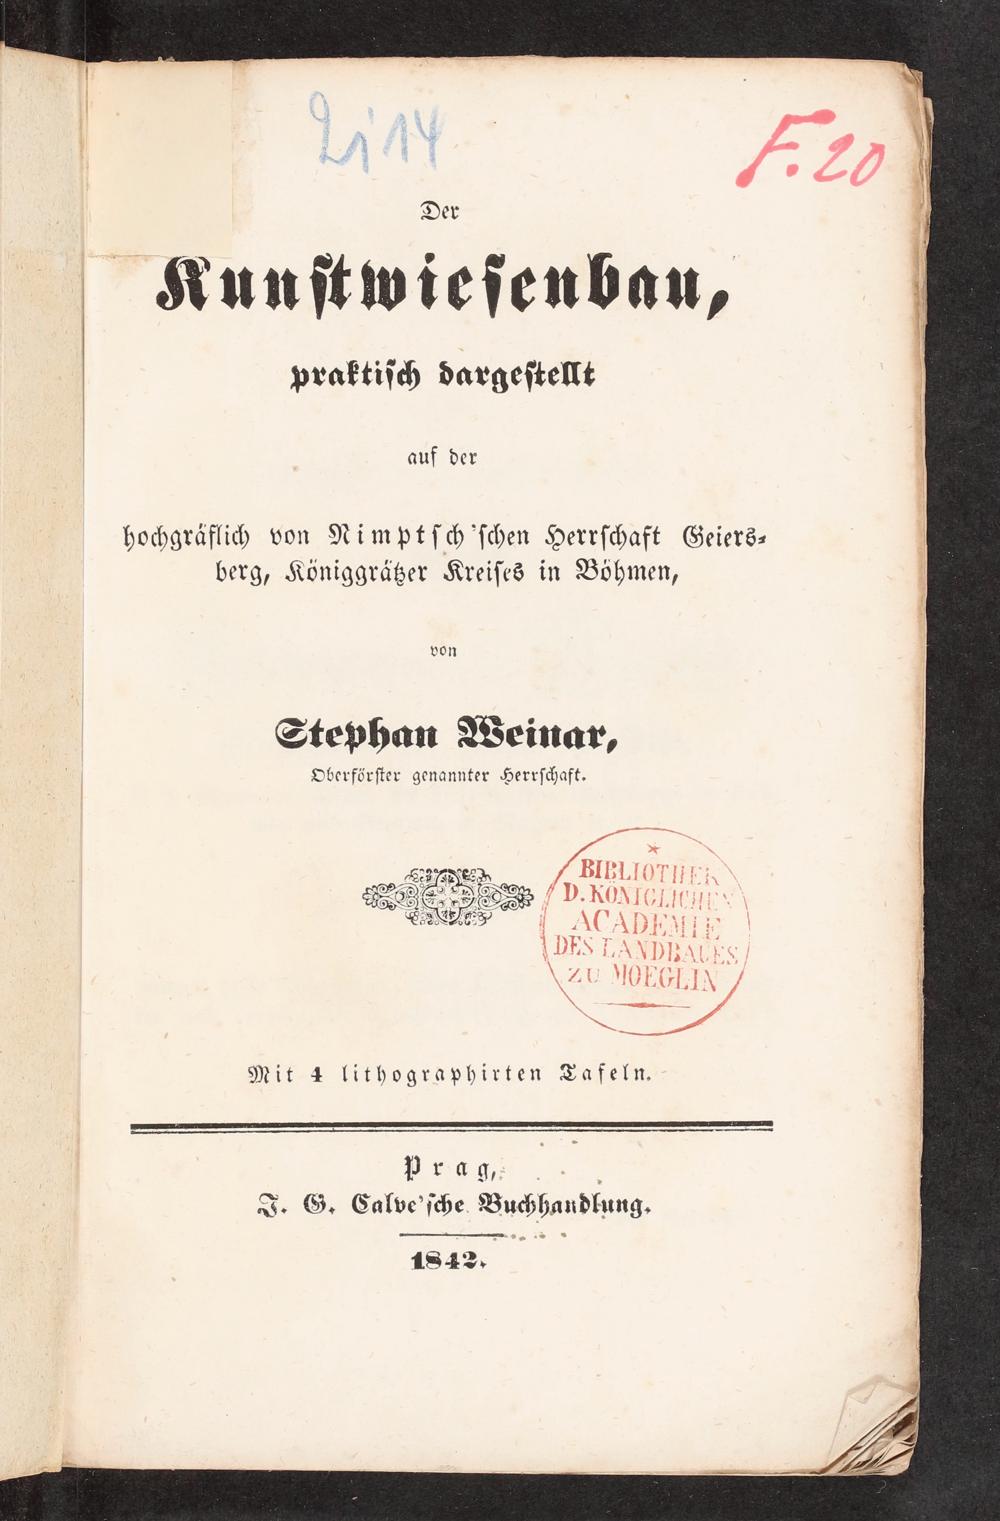 Li 14
F. 20
Der
Kunstwiesenbau,
praktisch dargestellt
auf der
hochgräflich von Nimptsch'schen Herrschaft Geiers-
berg, Königgrätzer Kreises in Böhmen,
von
Stephan Weinar,
Oberförster genannter Herrschaft.
BIBLIOTHEK
D. KÖNIGLICHEN
ACADEMIE
DES LANDBAUES
ZU MOEGLIN
Mit 4 lithographirten Tafeln.
Prag,
J. G. Calve'sche Buchhandlung.
1842.